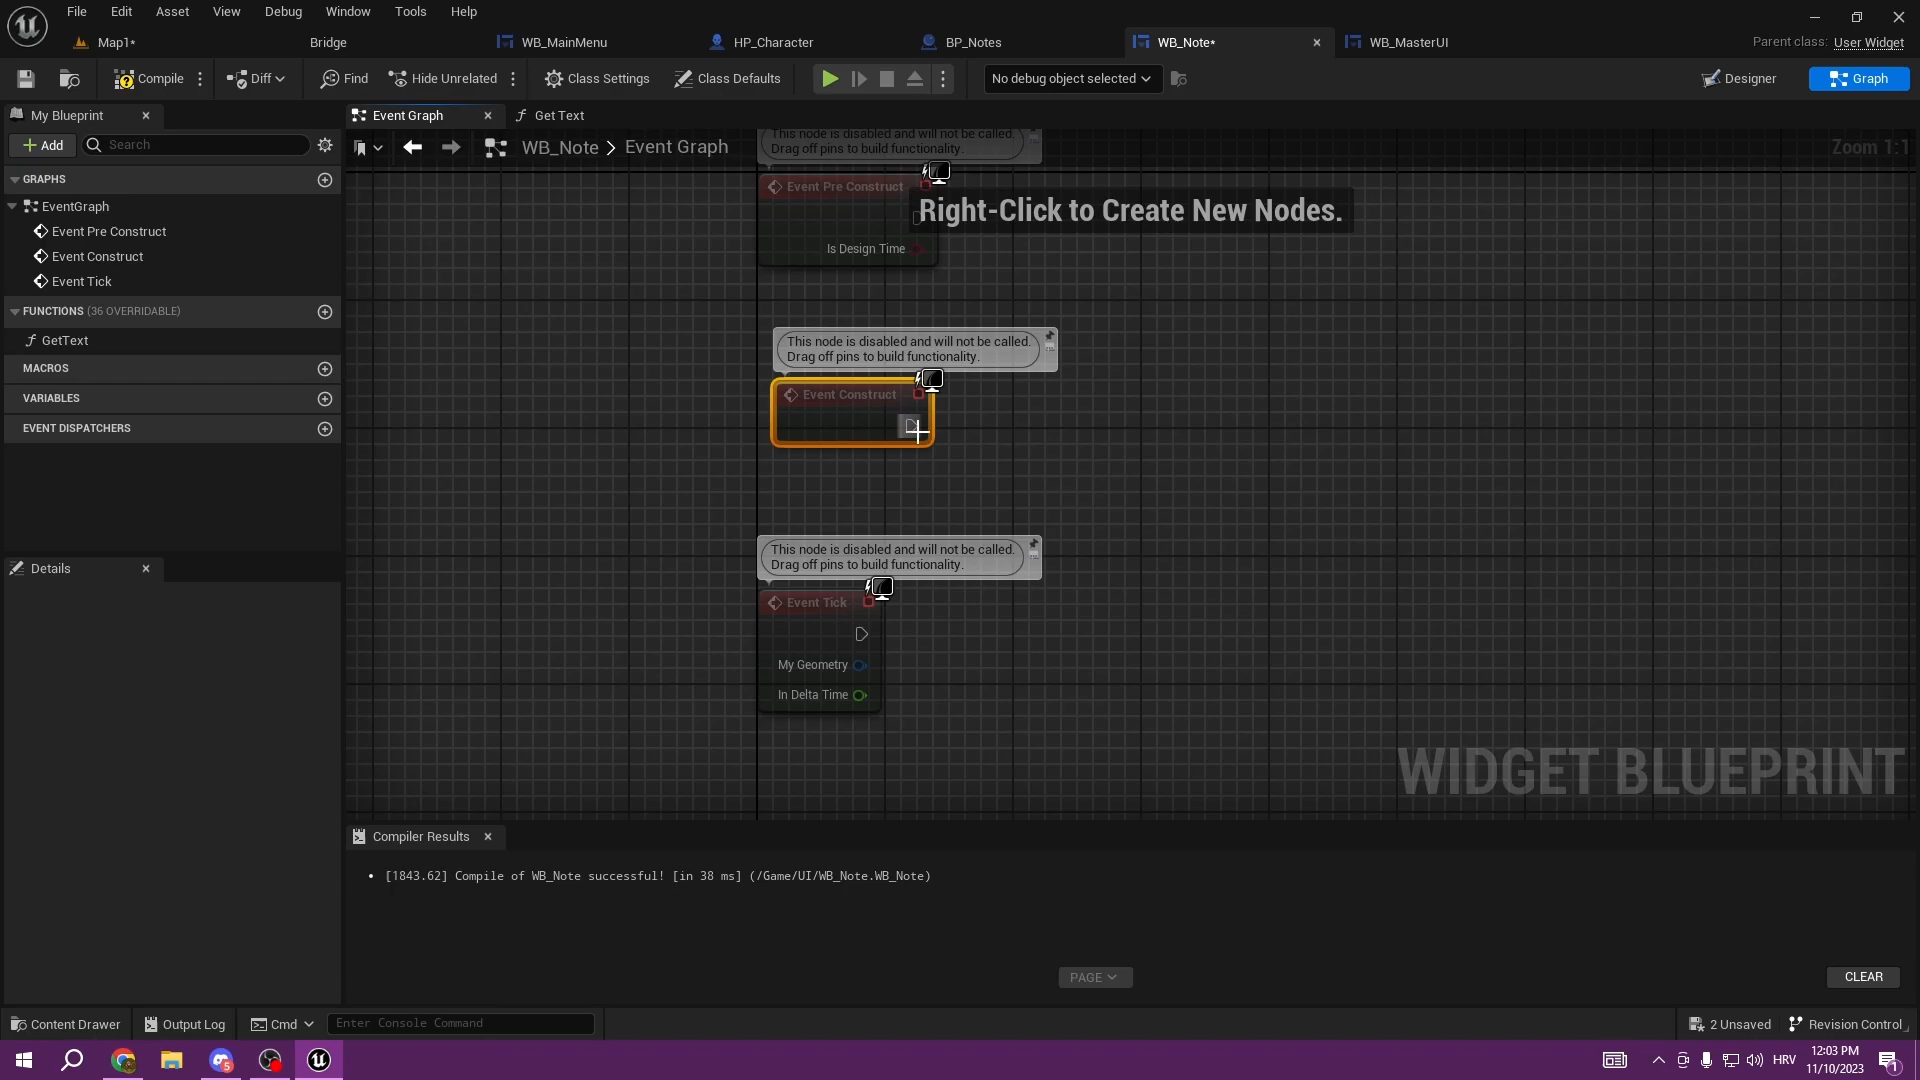 File Edit Asset View Debug Window Tools Help
Map1* Bridge WB_MainMenu HP_Character BP_Notes WB_Note* WB_MasterUI Parent class: User Widget
Compile Diff Find Hide Unrelated Class Settings Class Defaults No debug object selected Designer Graph
My Blueprint
Event Graph
Get Text
Add
Search
WB_Note > Event Graph
Zoom 1:1
GRAPHS
EventGraph
Event Pre Construct
Event Construct
Event Tick
FUNCTIONS (36 OVERRIDABLE)
GetText
MACROS
VARIABLES
EVENT DISPATCHERS
Details
This node is disabled and will not be called.
Drag off pins to build functionality.
Event Pre Construct
Right-Click to Create New Nodes.
Is Design Time
This node is disabled and will not be called.
Drag off pins to build functionality.
Event Construct
This node is disabled and will not be called.
Drag off pins to build functionality.
Event Tick
My Geometry
In Delta Time
WIDGET BLUEPRINT
Compiler Results
• [1843.62] Compile of WB_Note successful! [in 38 ms] (/Game/UI/WB_Note.WB_Note)
PAGE
CLEAR
Content Drawer Output Log Cmd Enter Console Command 2 Unsaved Revision Control
5
HRV
12:03 PM
11/10/2023
1